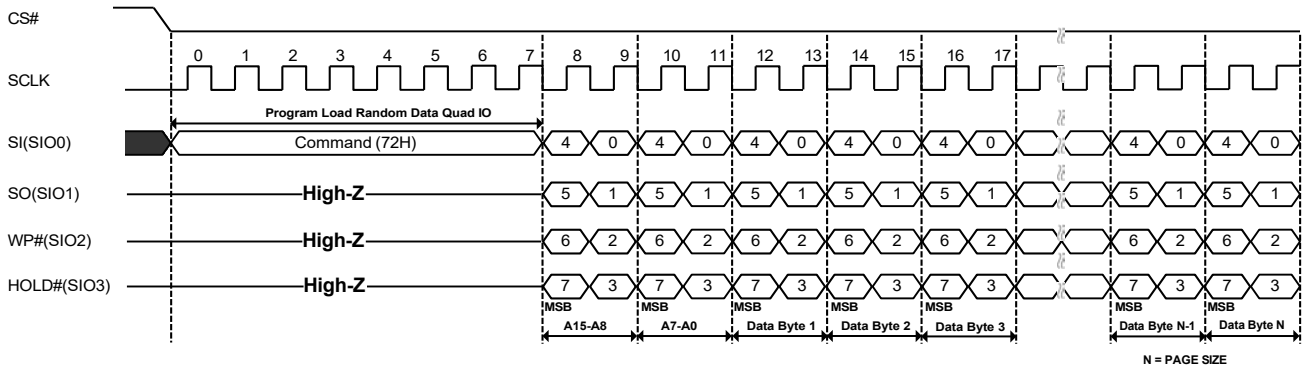 CS#
0 1 2 3 4 5 6 7 8 9 10 11 12 13 14 15 16 17
SCLK
Program Load Random Data Quad IO
SI(SIO0) Command (72H) 4 0 4 0 4 0 4 0 4 0 4 0 4 0
SO(SIO1) High-Z 5 1 5 1 5 1 5 1 5 1 5 1 5 1
WP#(SIO2) High-Z 6 2 6 2 6 2 6 2 6 2 6 2 6 2
HOLD#(SIO3) High-Z 7 3 7 3 7 3 7 3 7 3 7 3 7 3
MSB MSB MSB MSB MSB MSB MSB
A15-A8 A7-A0 Data Byte 1 Data Byte 2 Data Byte 3 Data Byte N-1 Data Byte N
N = PAGE SIZE